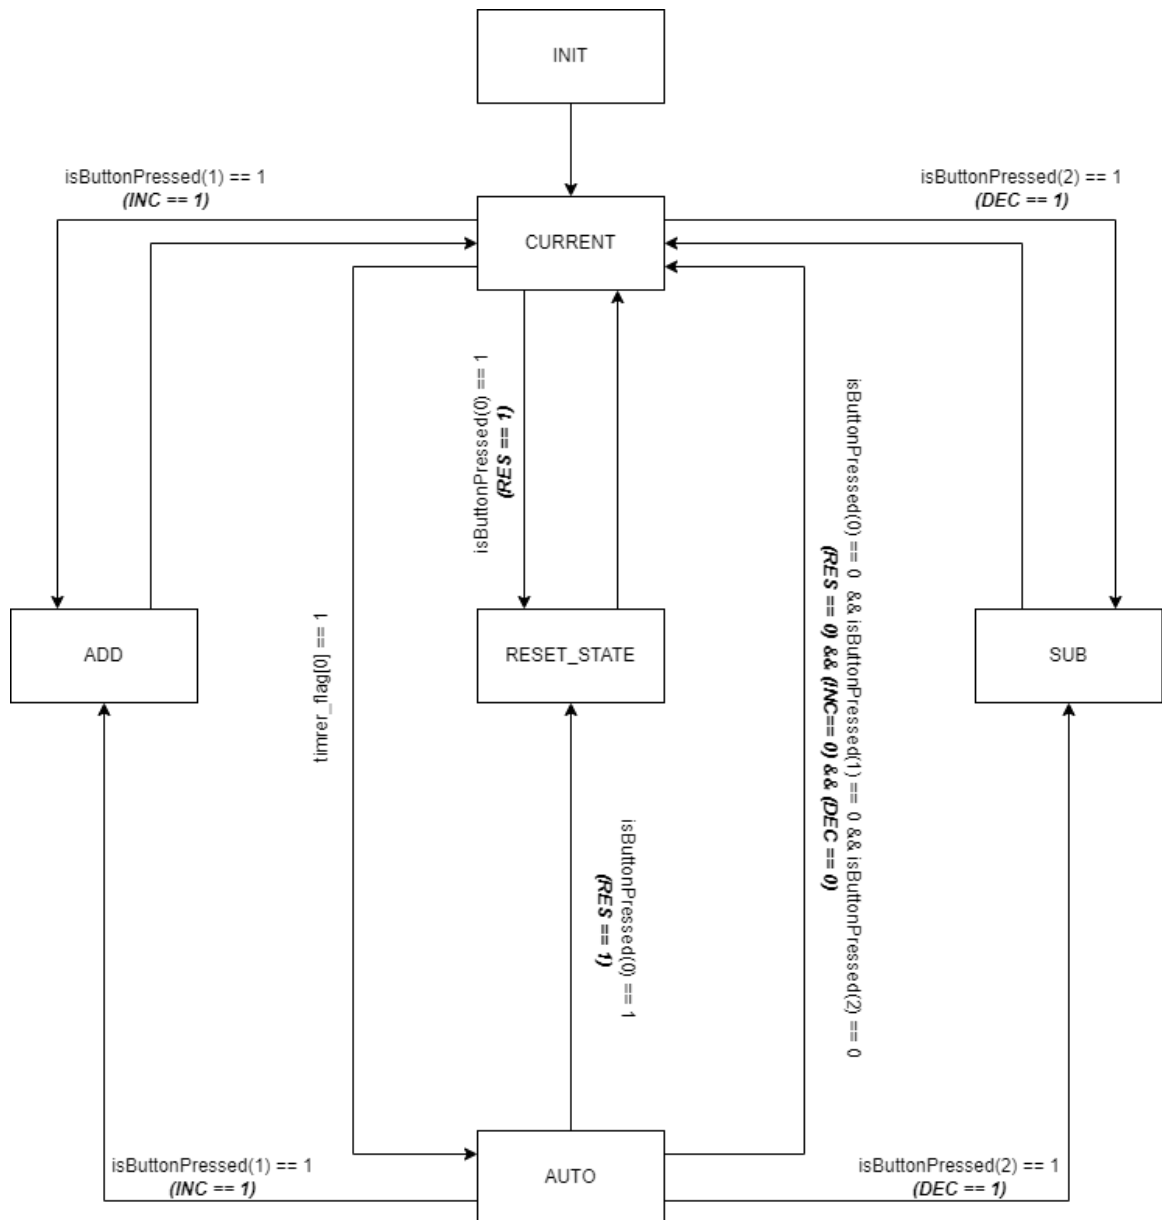 INIT
isButtonPressed(1) == 1
(INC == 1)
isButtonPressed(2) == 1
(DEC == 1)
CURRENT
isButtonPressed(0) == 1
(RES == 1)
isButtonPressed(0) == 0 && isButtonPressed(1) == 0 && isButtonPressed(2) == 0
(RES == 0) && (INC== 0) && (DEC == 0)
timrer_flag[0] == 1
ADD
RESET_STATE
SUB
isButtonPressed(0) == 1
(RES == 1)
isButtonPressed(1) == 1
(INC == 1)
AUTO
isButtonPressed(2) == 1
(DEC == 1)